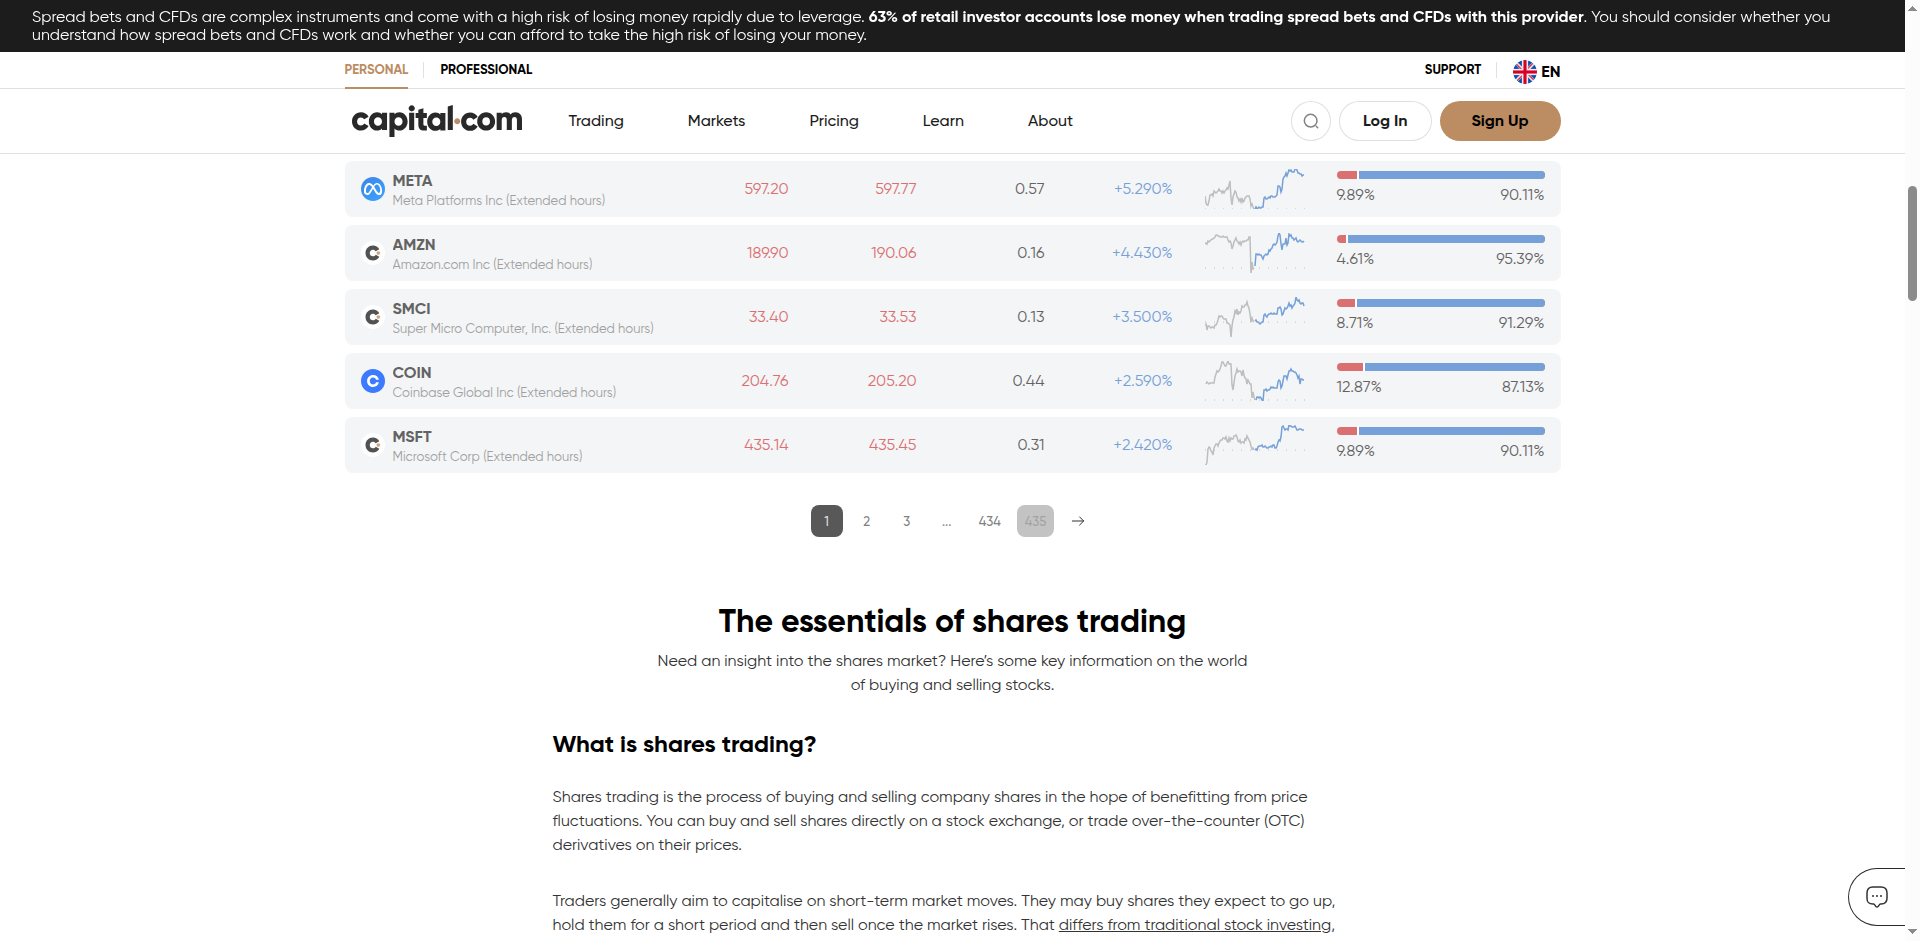 Spread bets and CFDs are complex instruments and come with a high risk of losing money rapidly due to leverage. 63% of retail investor accounts lose money when trading spread bets and CFDs with this provider. You should consider whether you
understand how spread bets and CFDs work and whether you can afford to take the high risk of losing your money.
PERSONAL PROFESSIONAL SUPPORT EN
capital.com Trading Markets Pricing Learn About Log In Sign Up
META
Meta Platforms Inc (Extended hours)
597.20 597.77 0.57 +5.290% 9.89% 90.11%
AMZN
Amazon.com Inc (Extended hours)
189.90 190.06 0.16 +4.430% 4.61% 95.39%
SMCI
Super Micro Computer, Inc. (Extended hours)
33.40 33.53 0.13 +3.500% 8.71% 91.29%
COIN
Coinbase Global Inc (Extended hours)
204.76 205.20 0.44 +2.590% 12.87% 87.13%
MSFT
Microsoft Corp (Extended hours)
435.14 435.45 0.31 +2.420% 9.89% 90.11%
1 2 3 ... 434 435
The essentials of shares trading
Need an insight into the shares market? Here’s some key information on the world
of buying and selling stocks.
What is shares trading?
Shares trading is the process of buying and selling company shares in the hope of benefitting from price
fluctuations. You can buy and sell shares directly on a stock exchange, or trade over-the-counter (OTC)
derivatives on their prices.
Traders generally aim to capitalise on short-term market moves. They may buy shares they expect to go up,
hold them for a short period and then sell once the market rises. That differs from traditional stock investing,